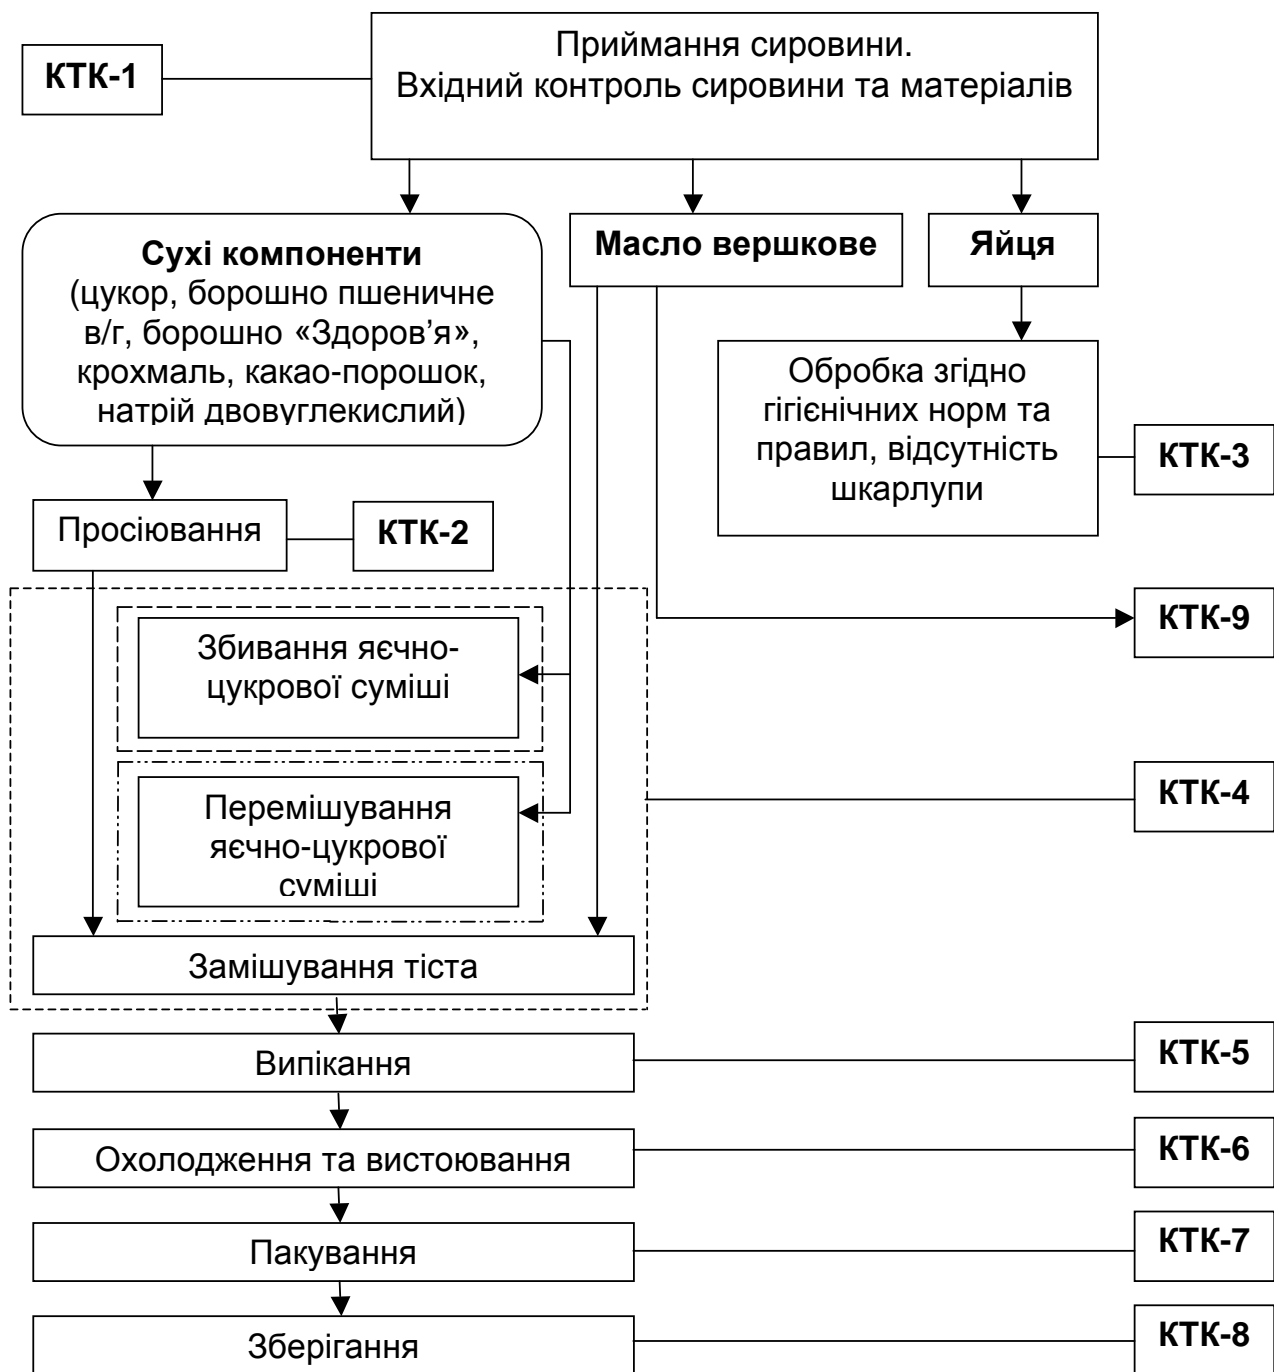 Приймання сировини.
Вхідний контроль сировини та матеріалів
КТК-1
Сухі компоненти
(цукор, борошно пшеничне
в/г, борошно «Здоров’я»,
крохмаль, какао-порошок,
натрій двовуглекислий)
Масло вершкове
Яйця
Обробка згідно
гігієнічних норм та
правил, відсутність
шкарлупи
КТК-3
Просіювання
КТК-2
КТК-9
Збивання яєчно-
цукрової суміші
Перемішування
яєчно-цукрової
суміші
КТК-4
Замішування тіста
Випікання
КТК-5
Охолодження та вистоювання
КТК-6
Пакування
КТК-7
Зберігання
КТК-8